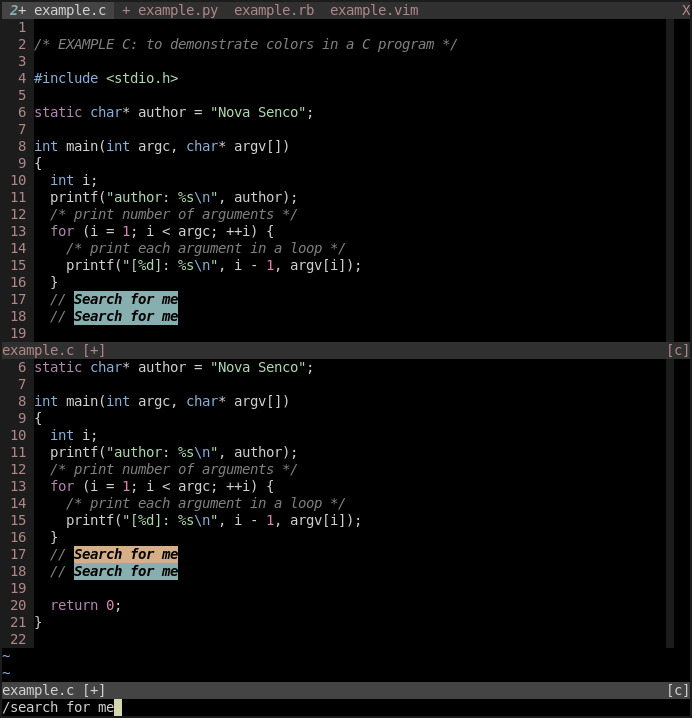 2+ example.c  + example.py  example.rb  example.vim  X
1
2 /* EXAMPLE C: to demonstrate colors in a C program */
3
4 #include <stdio.h>
5
6 static char* author = "Nova Senco";
7
8 int main(int argc, char* argv[])
9 {
10   int i;
11   printf("author: %s\n", author);
12   /* print number of arguments */
13   for (i = 1; i < argc; ++i) {
14     /* print each argument in a loop */
15     printf("[%d]: %s\n", i - 1, argv[i]);
16   }
17   // Search for me
18   // Search for me
19
example.c [+] [c]
6 static char* author = "Nova Senco";
7
8 int main(int argc, char* argv[])
9 {
10   int i;
11   printf("author: %s\n", author);
12   /* print number of arguments */
13   for (i = 1; i < argc; ++i) {
14     /* print each argument in a loop */
15     printf("[%d]: %s\n", i - 1, argv[i]);
16   }
17   // Search for me
18   // Search for me
19
20   return 0;
21 }
22
~
~
example.c [+] [c]
/search for me